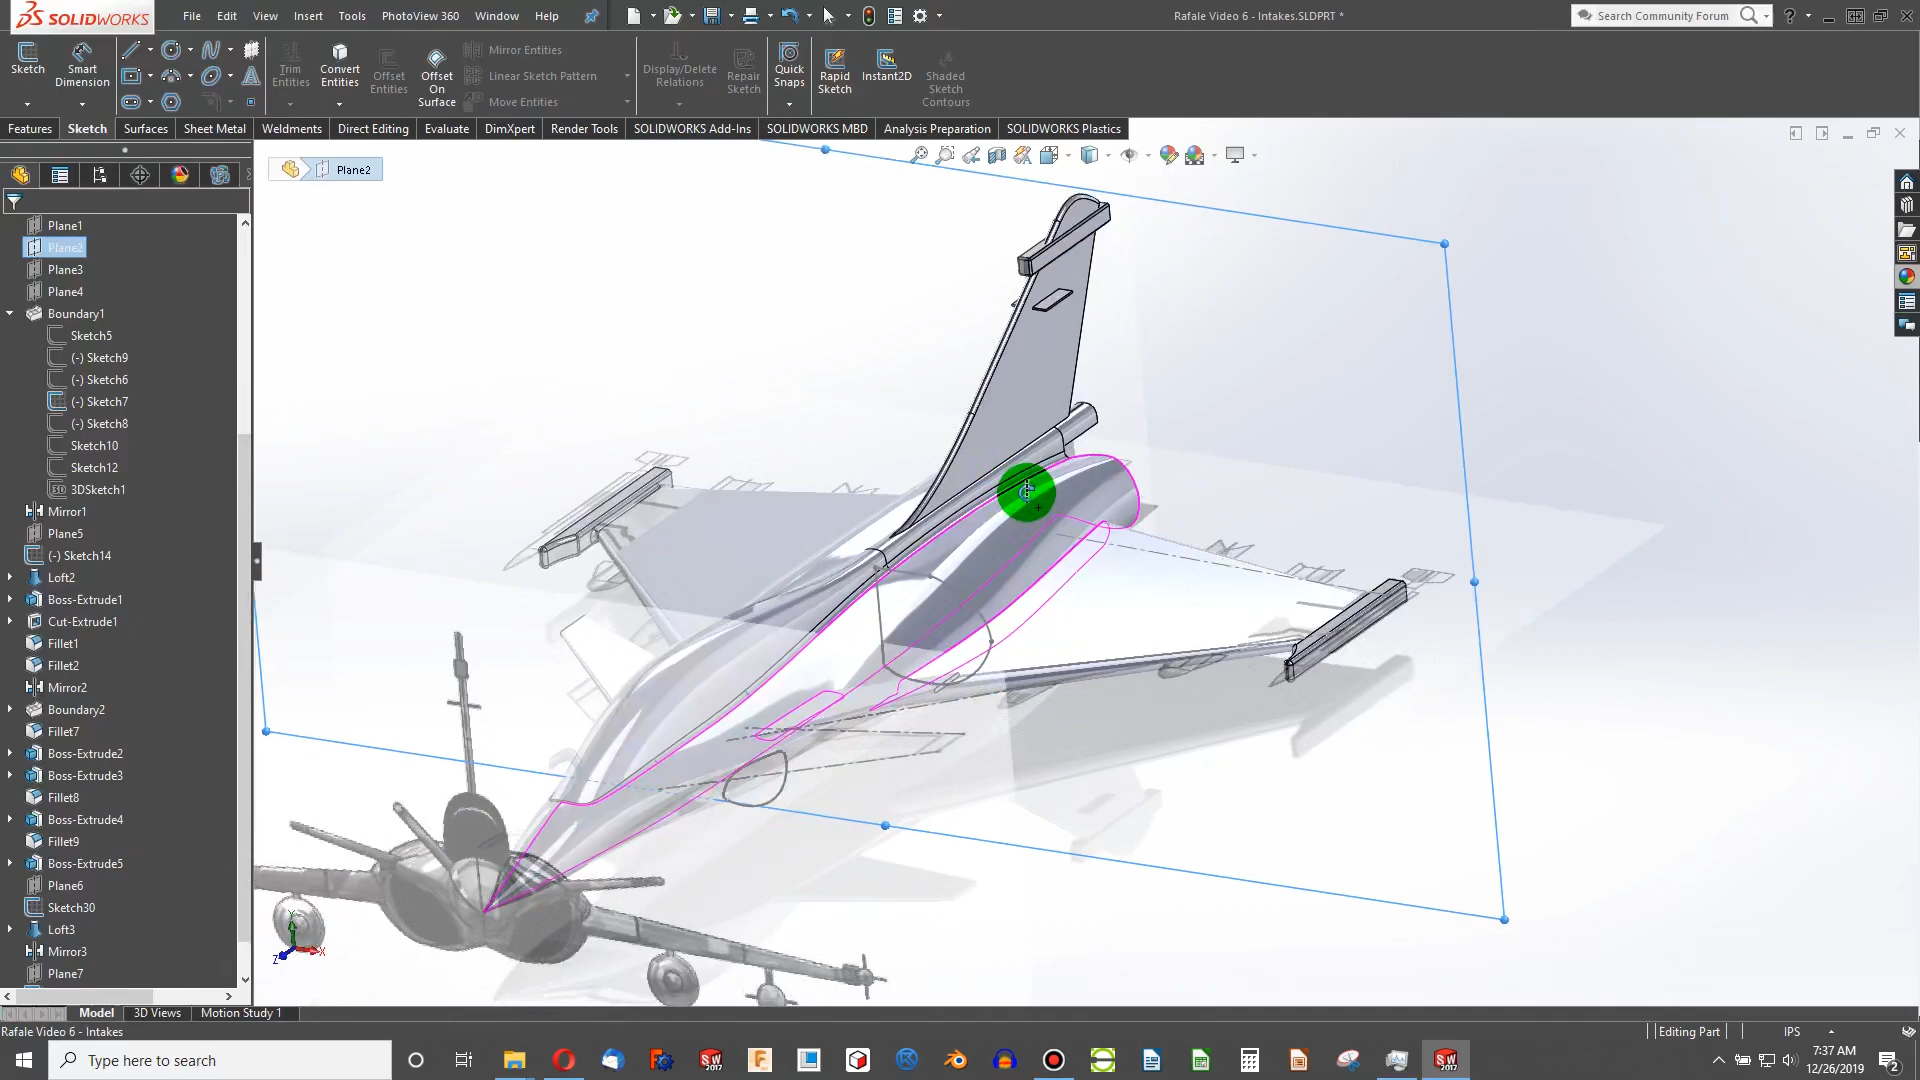 SOLIDWORKS
File Edit View Insert Tools PhotoView 360 Window Help
Rafale Video 6 - Intakes.SLDPRT *
Search Community Forum
Sketch
Smart Dimension
Trim Entities
Convert Entities
Offset Entities
Offset On Surface
Mirror Entities
Linear Sketch Pattern
Move Entities
Display/Delete Relations
Repair Sketch
Quick Snaps
Rapid Sketch
Instant2D
Shaded Sketch Contours
Features Sketch Surfaces Sheet Metal Weldments Direct Editing Evaluate DimXpert Render Tools SOLIDWORKS Add-Ins SOLIDWORKS MBD Analysis Preparation SOLIDWORKS Plastics
Plane2
Plane1
Plane2
Plane3
Plane4
Boundary1
Sketch5
(-) Sketch9
(-) Sketch6
(-) Sketch7
(-) Sketch8
Sketch10
Sketch12
3D 3DSketch1
Mirror1
Plane5
(-) Sketch14
Loft2
Boss-Extrude1
Cut-Extrude1
Fillet1
Fillet2
Mirror2
Boundary2
Fillet7
Boss-Extrude2
Boss-Extrude3
Fillet8
Boss-Extrude4
Fillet9
Boss-Extrude5
Plane6
Sketch30
Loft3
Mirror3
Plane7
Y
X
Z
Model 3D Views Motion Study 1
Rafale Video 6 - Intakes
Editing Part
IPS
Type here to search
SW 2017
SW 2017
7:37 AM
12/26/2019
2